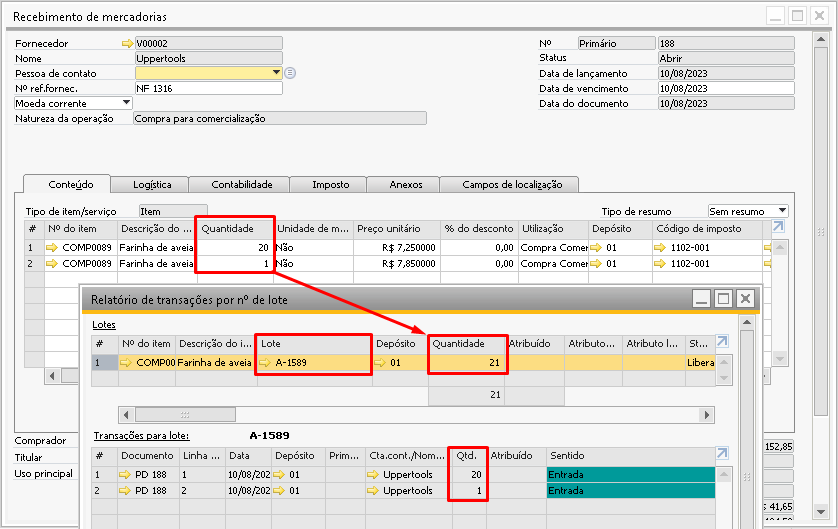 Recebimento de mercadorias
Fornecedor V00002 Nº Primário 188
Nome Uppertools Status Abrir
Pessoa de contato Data de lançamento 10/08/2023
Nº ref.fornec. NF 1316 Data de vencimento 10/08/2023
Moeda corrente Data do documento 10/08/2023
Natureza da operação Compra para comercialização
Conteúdo Logística Contabilidade Imposto Anexos Campos de localização
Tipo de item/serviço Item Tipo de resumo Sem resumo
# Nº do item Descrição do ... Quantidade Unidade de m... Preço unitário % do desconto Utilização Depósito Código de imposto
1 COMP0089 Farinha de aveia 20 Não R$ 7,250000 0,00 Compra Comer 01 1102-001
2 COMP0089 Farinha de aveia 1 Não R$ 7,850000 0,00 Compra Comer 01 1102-001
Relatório de transações por nº de lote
Lotes
# Nº do item Descrição do i... Lote Depósito Quantidade Atribuído Atributo... Atributo l... St...
1 COMP00 Farinha de aveia A-1589 01 21 Libera
21
Comprador
Transações para lote: A-1589
152,85
Titular
# Documento Linha ... Data Depósito Prim... Cta.cont./Nom... Qtd. Atribuído Sentido
Uso principal
1 PD 188 1 10/08/202 01 Uppertools 20 Entrada
2 PD 188 2 10/08/202 01 Uppertools 1 Entrada
s 41,65